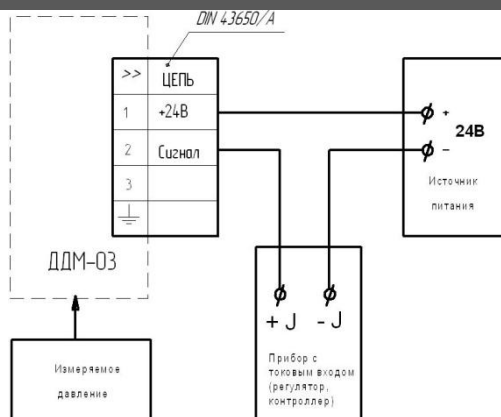 DIN 43650/A
>> ЦЕПЬ
1 +24В
2 Сигнал
3
+
24В
-
Источник
питания
ДДМ-03
+ J - J
Прибор с
токовым входом
(регулятор,
контроллер)
Измеряемое
давление